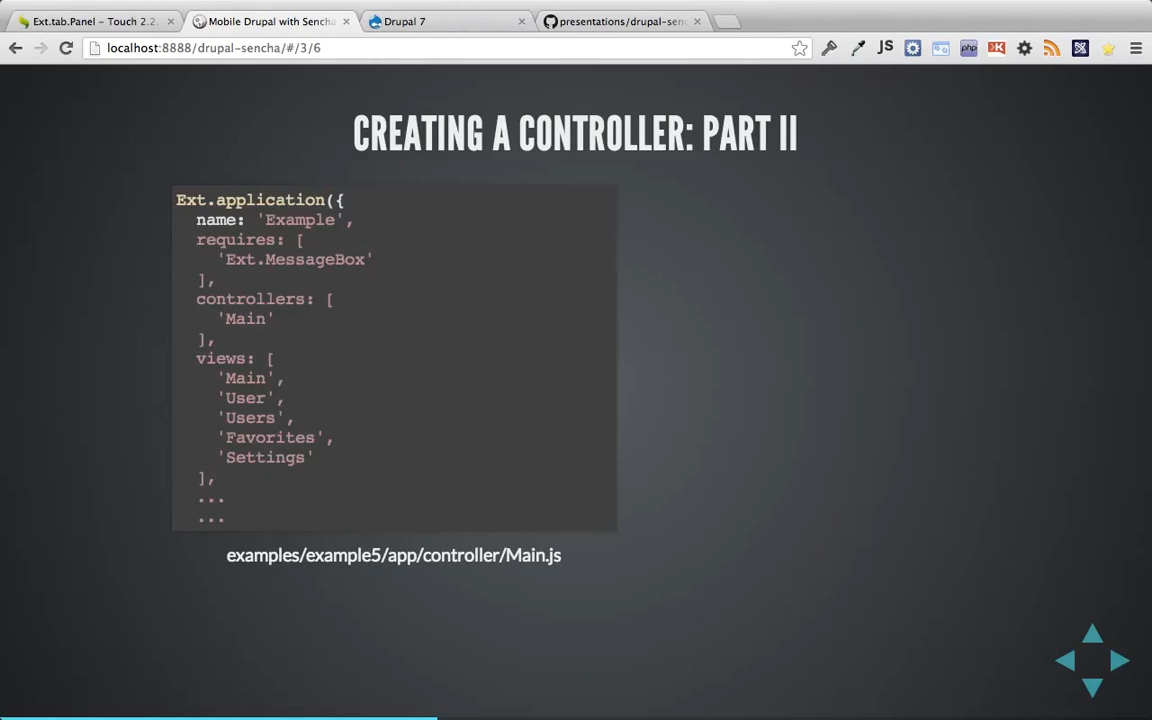 Ext.tab.Panel - Touch 2.2.
Mobile Drupal with Sencha
Drupal 7
presentations/drupal-senc
localhost:8888/drupal-sencha/#/3/6
JS
php
CREATING A CONTROLLER: PART II
Ext.application({
name: 'Example',
requires: [
'Ext.MessageBox'
],
controllers: [
'Main'
],
views: [
'Main',
'User',
'Users',
'Favorites',
'Settings'
],
...
...
examples/example5/app/controller/Main.js